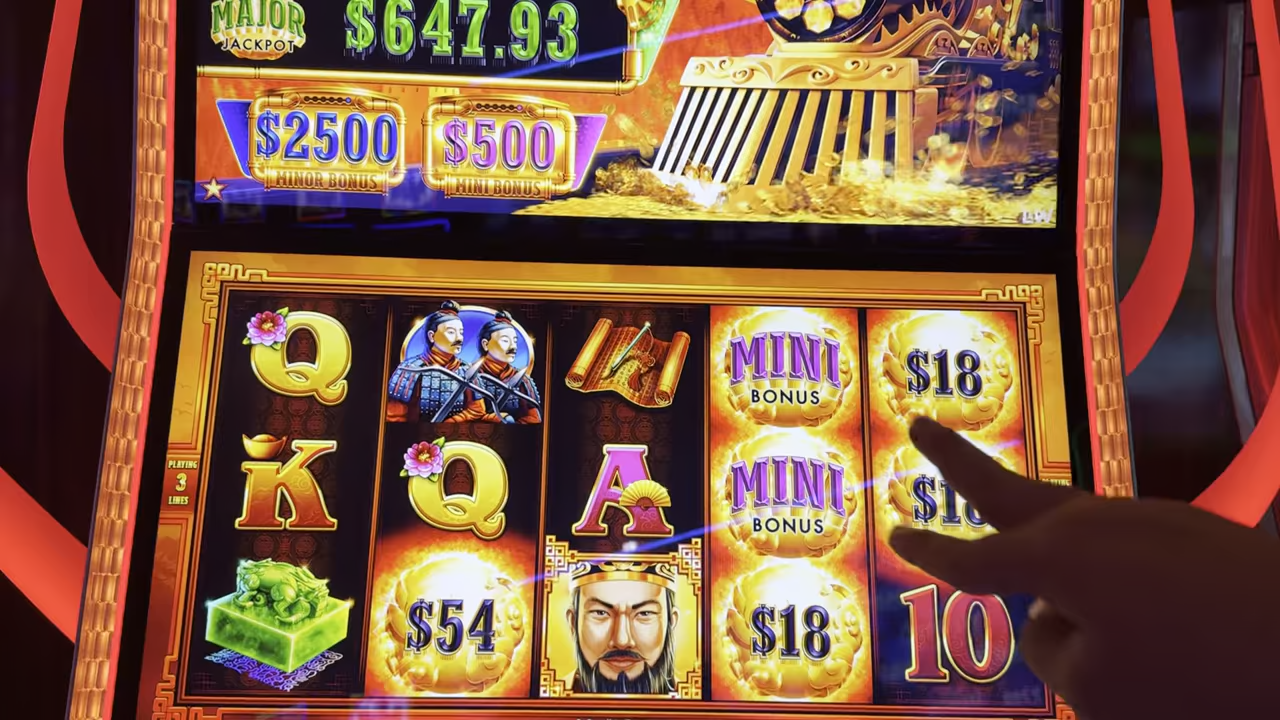 MAJOR
JACKPOT
$647.93
$2500
MINOR BONUS
$500
MINI BONUS
L&W
Q
MINI
BONUS
$18
K
Q
A
MINI
BONUS
PLAYING
3
LINES
$54
$18
10